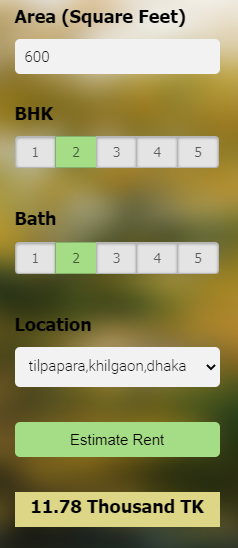 Area (Square Feet)
600
BHK
1 2 3 4 5
Bath
1 2 3 4 5
Location
tilpapara,khilgaon,dhaka
Estimate Rent
11.78 Thousand TK